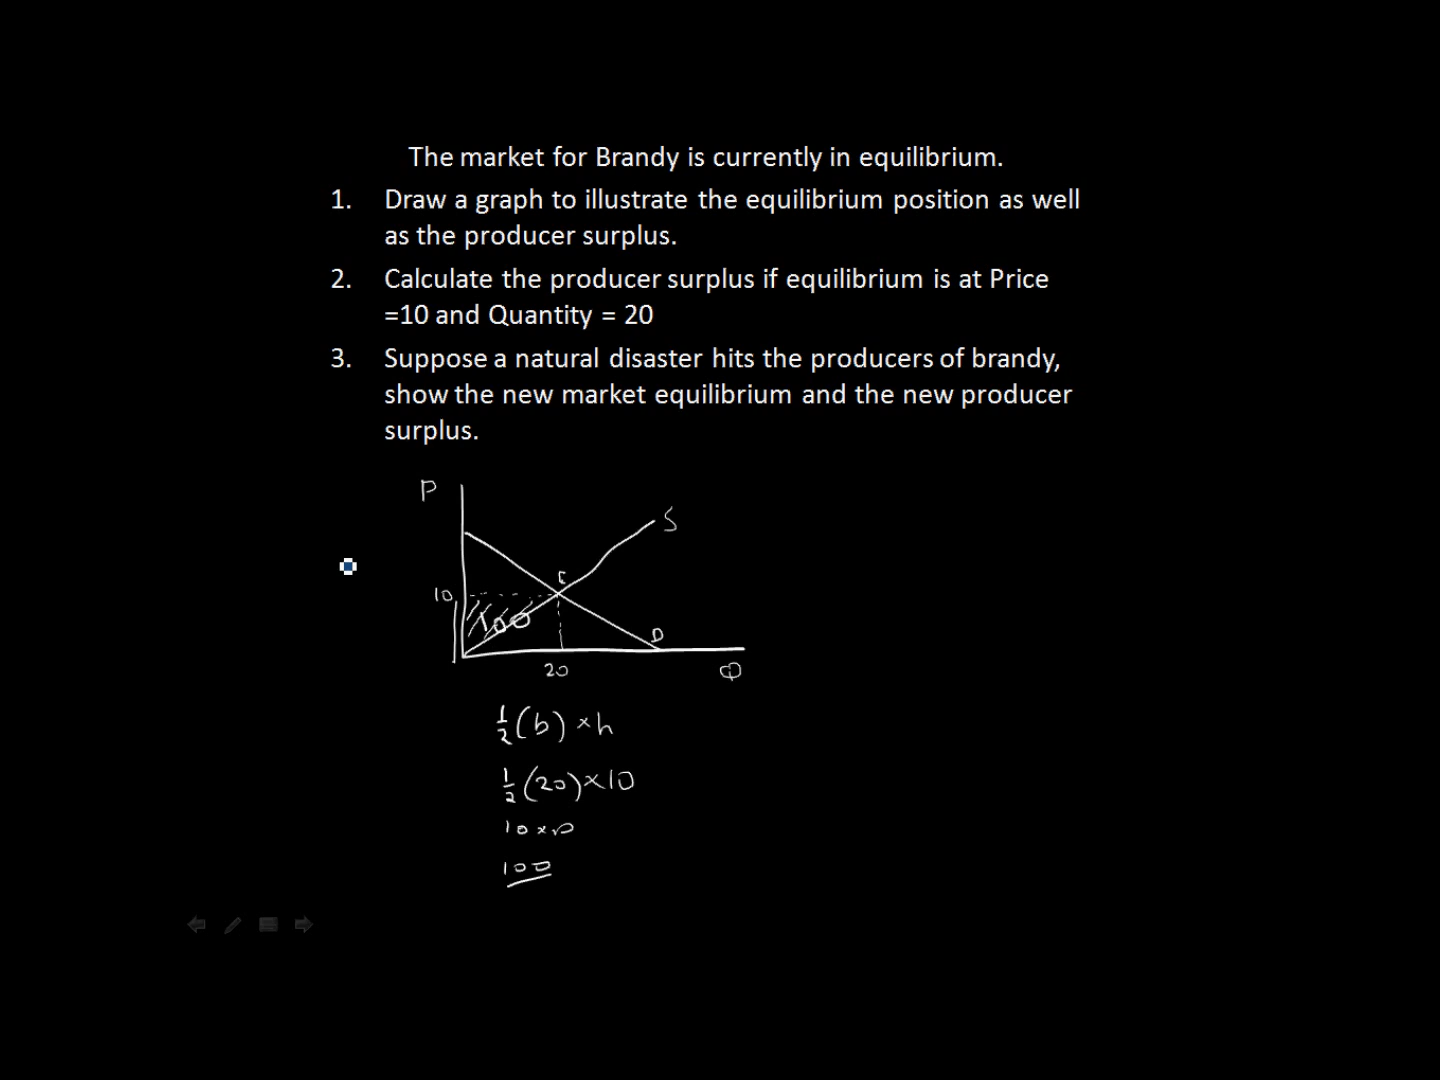 The market for Brandy is currently in equilibrium.
1. Draw a graph to illustrate the equilibrium position as well
as the producer surplus.
2. Calculate the producer surplus if equilibrium is at Price
=10 and Quantity = 20
3. Suppose a natural disaster hits the producers of brandy,
show the new market equilibrium and the new producer
surplus.
P
S
E
10
100
D
20
Q
½(b) × h
½(20) × 10
10 × 
100